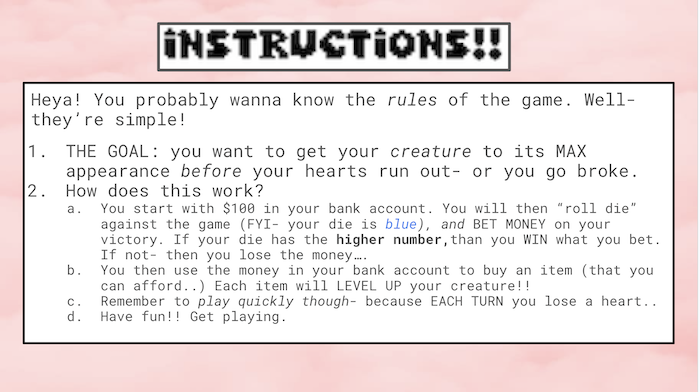 iNSTRUCTiONS!!
Heya! You probably wanna know the rules of the game. Well-
they’re simple!
1. THE GOAL: you want to get your creature to its MAX
appearance before your hearts run out- or you go broke.
2. How does this work?
a. You start with $100 in your bank account. You will then “roll die”
against the game (FYI- your die is blue), and BET MONEY on your
victory. If your die has the higher number,than you WIN what you bet.
If not- then you lose the money….
b. You then use the money in your bank account to buy an item (that you
can afford..) Each item will LEVEL UP your creature!!
c. Remember to play quickly though- because EACH TURN you lose a heart..
d. Have fun!! Get playing.